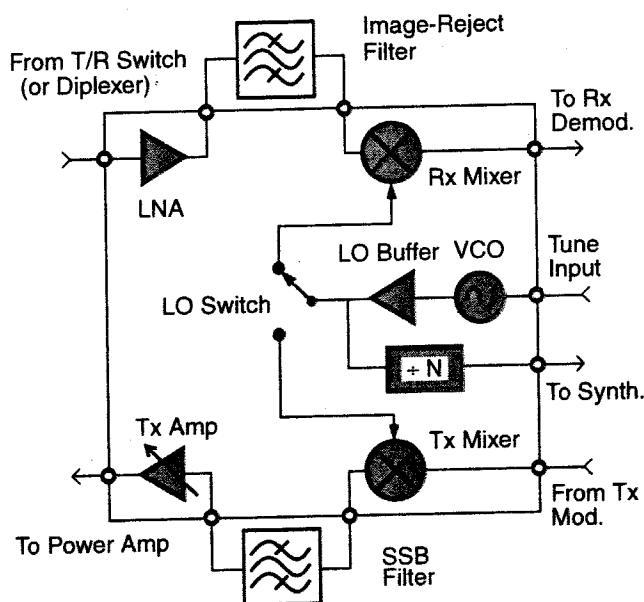 Image-Reject
Filter
From T/R Switch
(or Diplexer)
To Rx
Demod.
LNA
Rx Mixer
LO Buffer
VCO
Tune
Input
LO Switch
÷ N
To Synth.
Tx Amp
Tx Mixer
From Tx
Mod.
To Power Amp
SSB
Filter